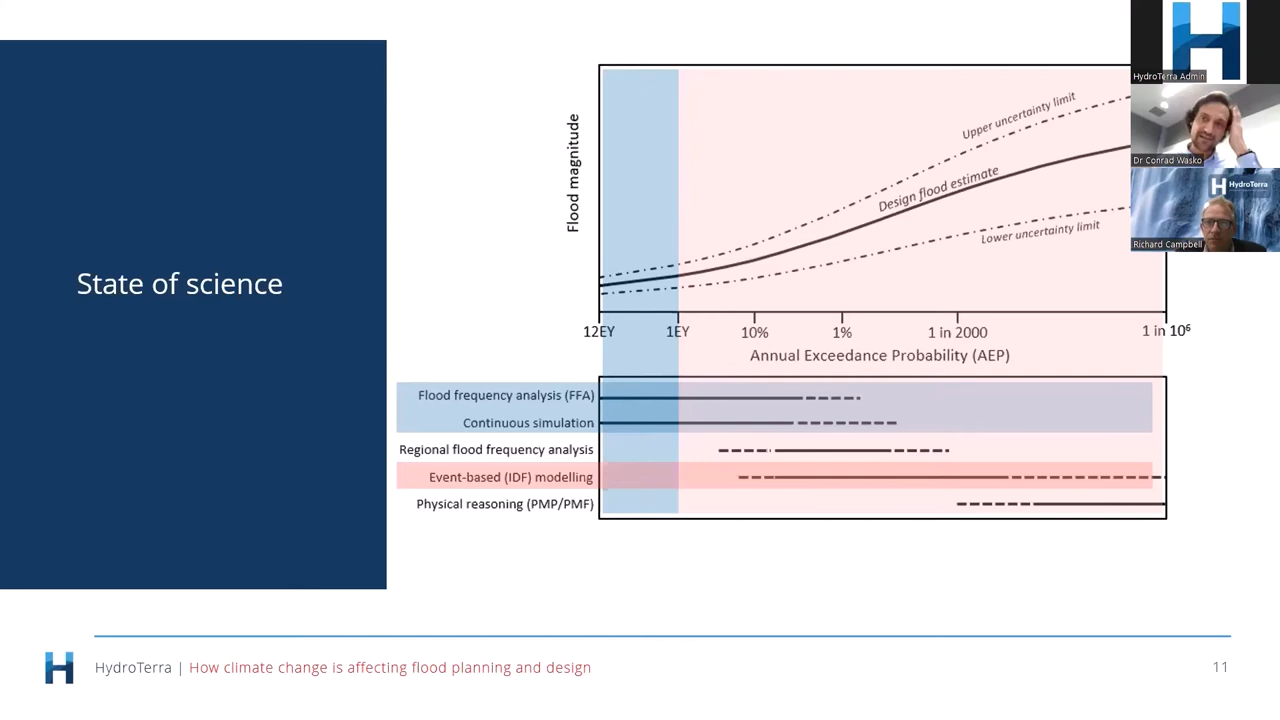 State of science
Flood magnitude
Upper uncertainty limit
Design flood estimate
Lower uncertainty limit
12EY 1EY 10% 1% 1 in 2000 1 in 10⁶
Annual Exceedance Probability (AEP)
Flood frequency analysis (FFA)
Continuous simulation
Regional flood frequency analysis
Event-based (IDF) modelling
Physical reasoning (PMP/PMF)
HydroTerra Admin
Dr Conrad Wasko
HydroTerra
Richard Campbell
HydroTerra | How climate change is affecting flood planning and design
11